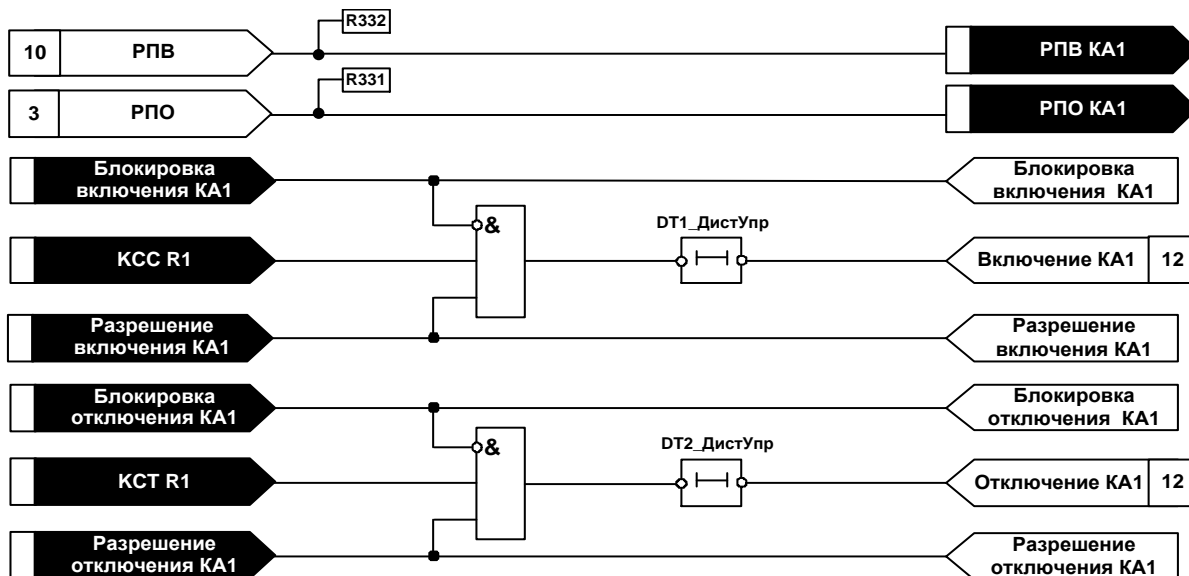 R332
10 РПВ РПВ КА1
R331
3 РПО РПО КА1
Блокировка
включения КА1
Блокировка
включения КА1
&
DT1_ДистУпр
KCC R1
Включение КА1 12
Разрешение
включения КА1
Разрешение
включения КА1
Блокировка
отключения КА1
Блокировка
отключения КА1
&
DT2_ДистУпр
KCT R1
Отключение КА1 12
Разрешение
отключения КА1
Разрешение
отключения КА1